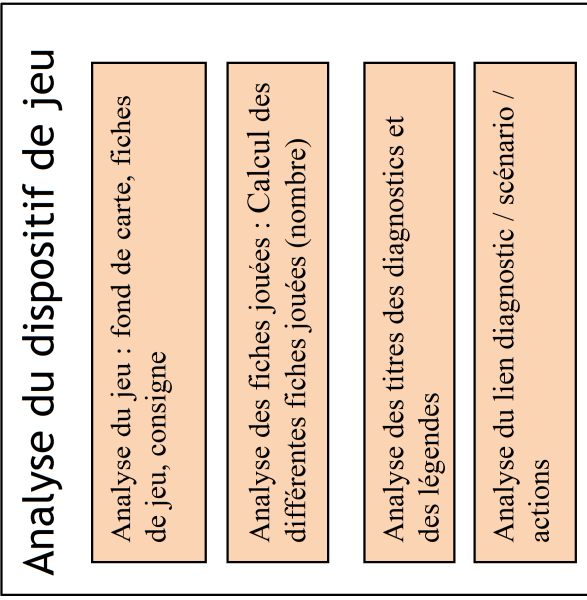 Analyse du dispositif de jeu
Analyse du jeu : fond de carte, fiches
de jeu, consigne
Analyse des fiches jouées : Calcul des
différentes fiches jouées (nombre)
Analyse des titres des diagnostics et
des légendes
Analyse du lien diagnostic / scénario /
actions